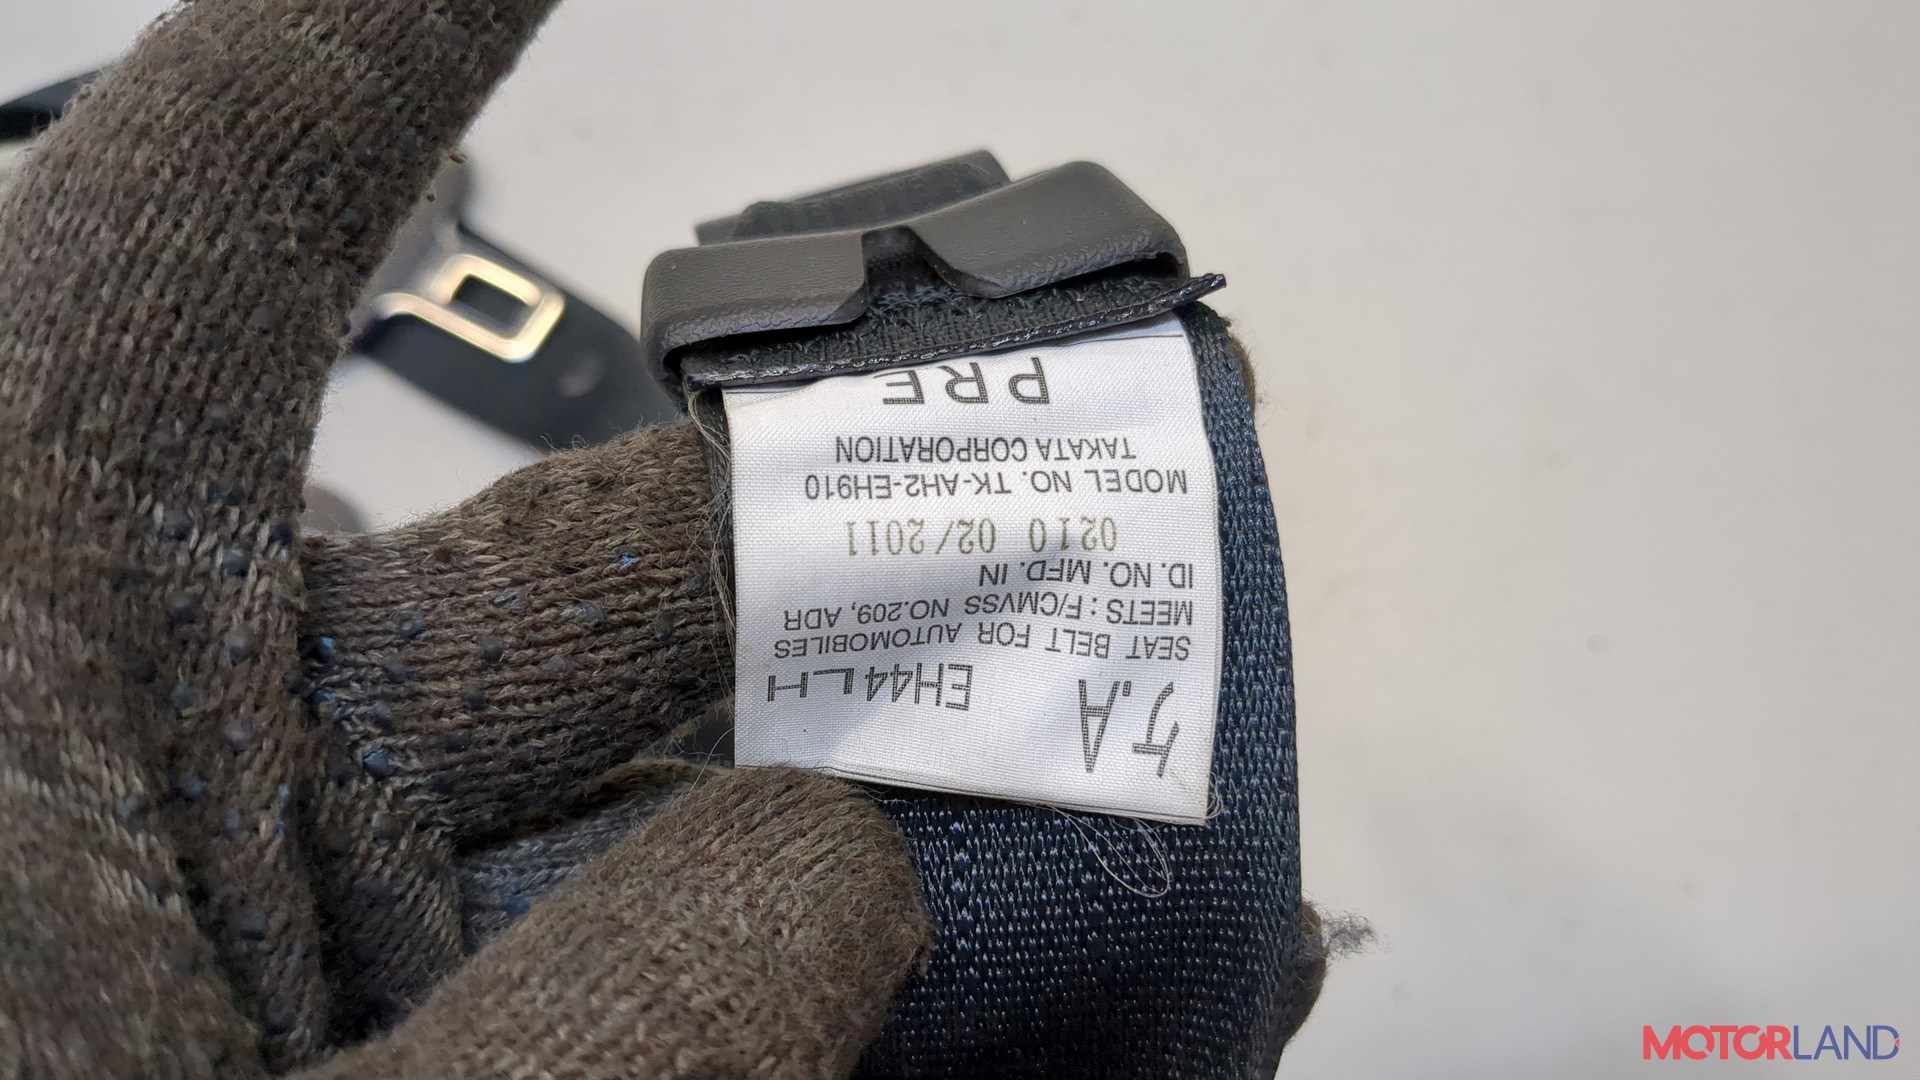 ケ.A EH44LH
SEAT BELT FOR AUTOMOBILES
MEETS: F/CMVSS NO.209, ADR
ID. NO. MFD. IN
0210 02/2011
MODEL NO. TK-AH2-EH910
TAKATA CORPORATION
PRE
MOTORLAND